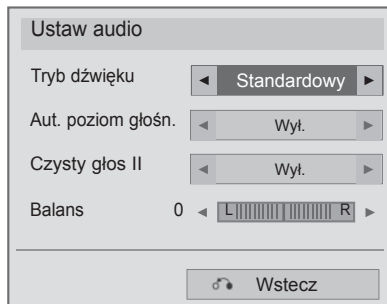 Ustaw audio
Tryb dźwięku ◄ Standardowy ►
Aut. poziom głośn. ◄ Wył. ►
Czysty głos II ◄ Wył. ►
Balans 0 ◄ L R ►
Wstecz